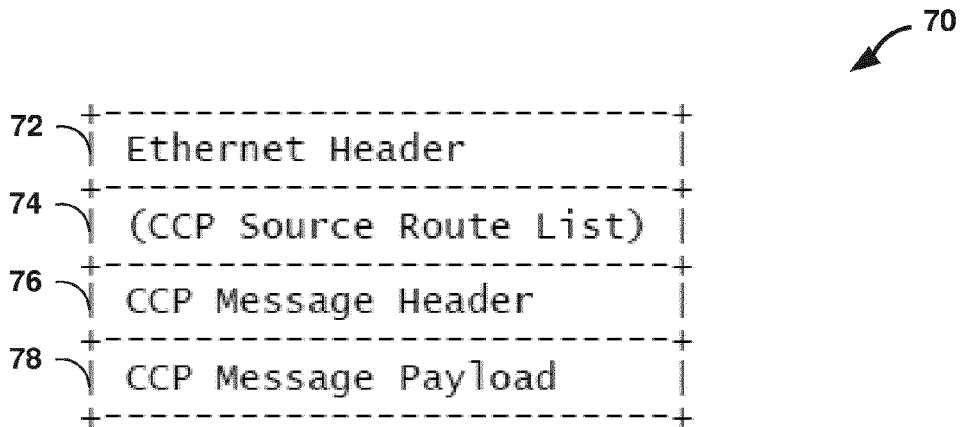 70
72 Ethernet Header
74 (CCP Source Route List)
76 CCP Message Header
78 CCP Message Payload